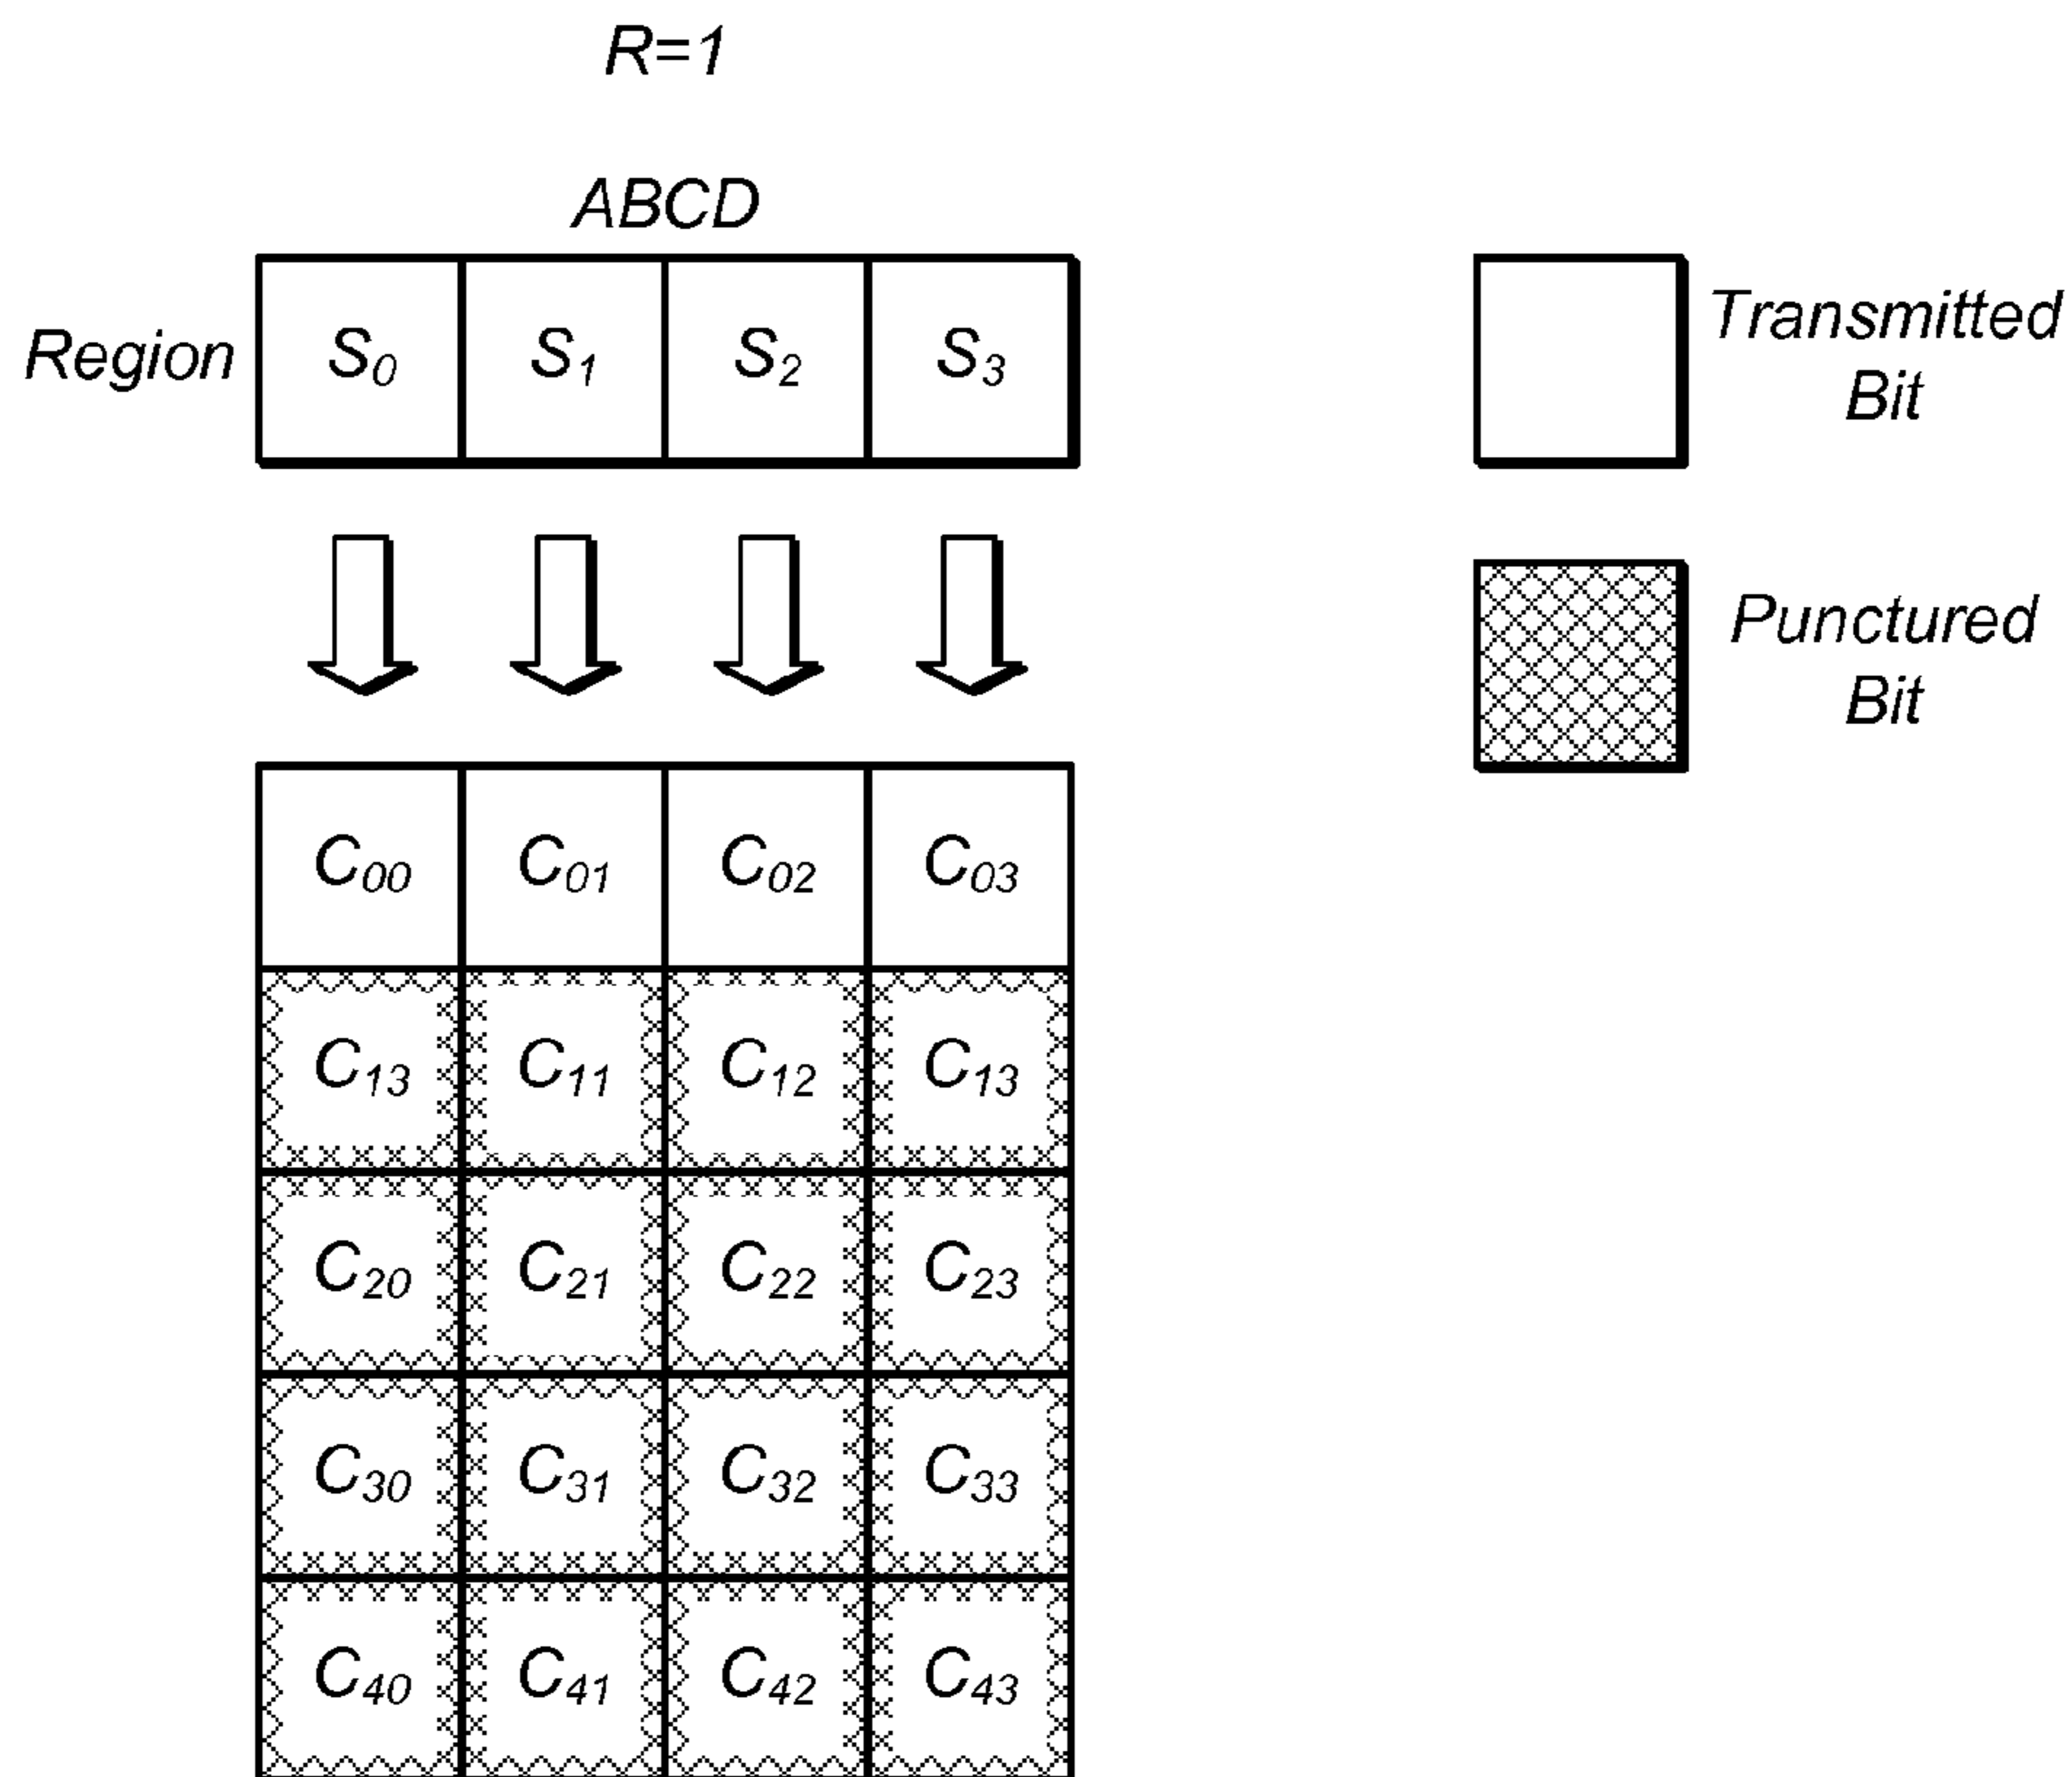 R=1
ABCD
Region S0 S1 S2 S3
Transmitted
Bit
Punctured
Bit
C00 C01 C02 C03
C13 C11 C12 C13
C20 C21 C22 C23
C30 C31 C32 C33
C40 C41 C42 C43